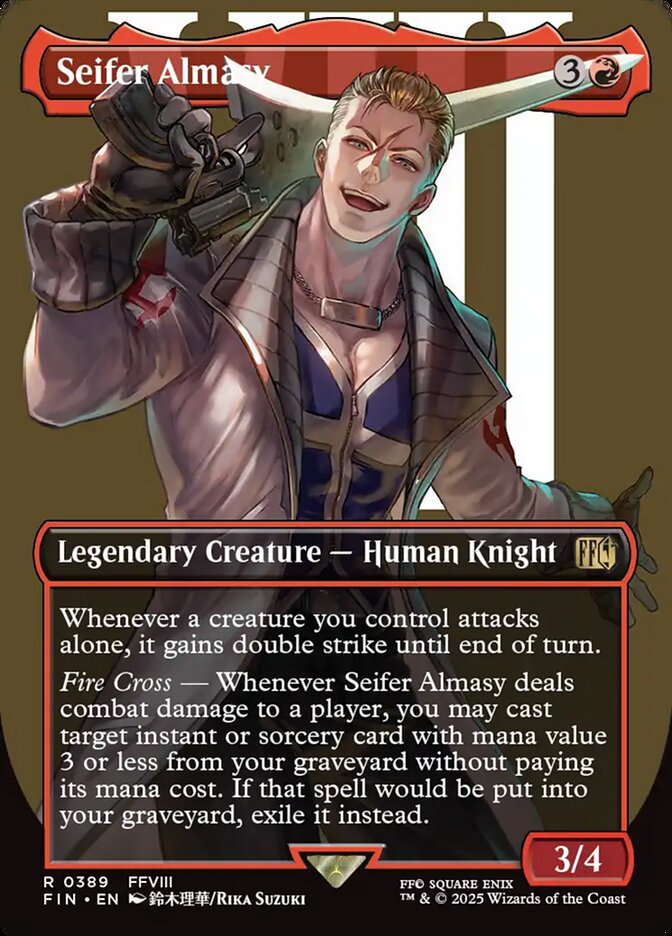 VIII
Seifer Almasy 3
Legendary Creature — Human Knight FF
Whenever a creature you control attacks
alone, it gains double strike until end of turn.
Fire Cross — Whenever Seifer Almasy deals
combat damage to a player, you may cast
target instant or sorcery card with mana value
3 or less from your graveyard without paying
its mana cost. If that spell would be put into
your graveyard, exile it instead.
3/4
R 0389 FFVIII
FIN • EN 鈴木理華/RIKA SUZUKI
FF© SQUARE ENIX
™ & © 2025 Wizards of the Coast